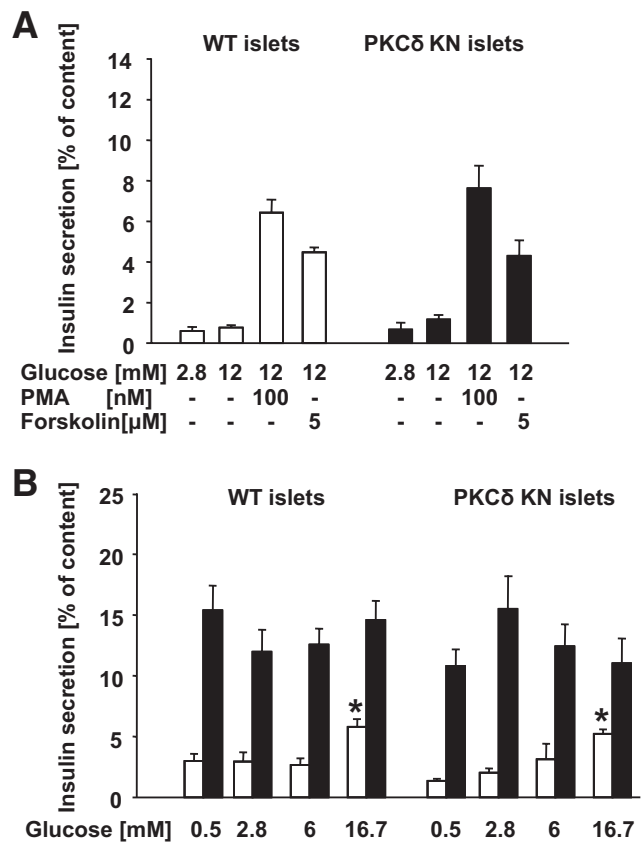 A
WT islets PKCδ KN islets
Insulin secretion [% of content]
14
12
10
8
6
4
2
0
Glucose [mM] 2.8 12 12 12 2.8 12 12 12
PMA [nM] - - 100 - - - 100 -
Forskolin[µM] - - - 5 - - - 5
B
WT islets PKCδ KN islets
Insulin secretion [% of content]
25
20
15
10
5
0
* *
Glucose [mM] 0.5 2.8 6 16.7 0.5 2.8 6 16.7